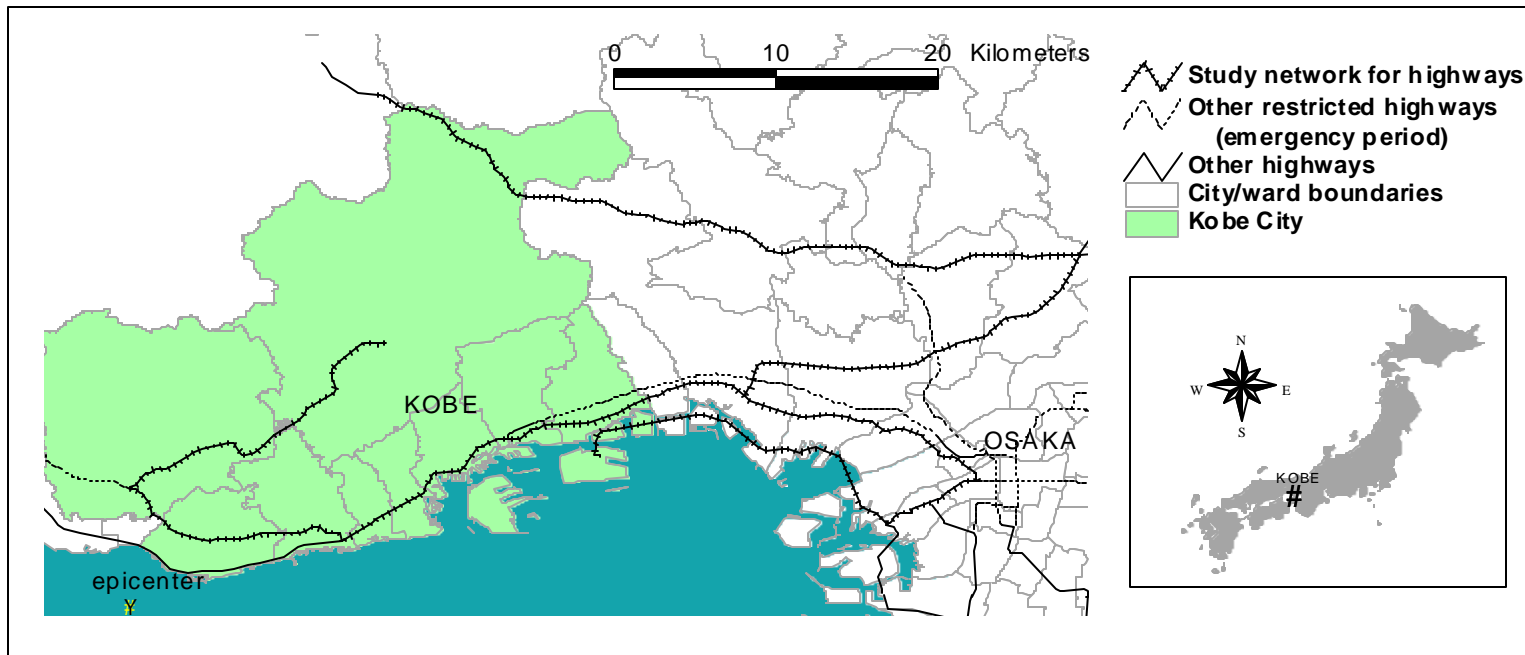 0 10 20 Kilometers
KOBE
OSAKA
epicenter
Y
Study network for highways
Other restricted highways
(emergency period)
Other highways
City/ward boundaries
Kobe City
N
W E
S
KOBE
#